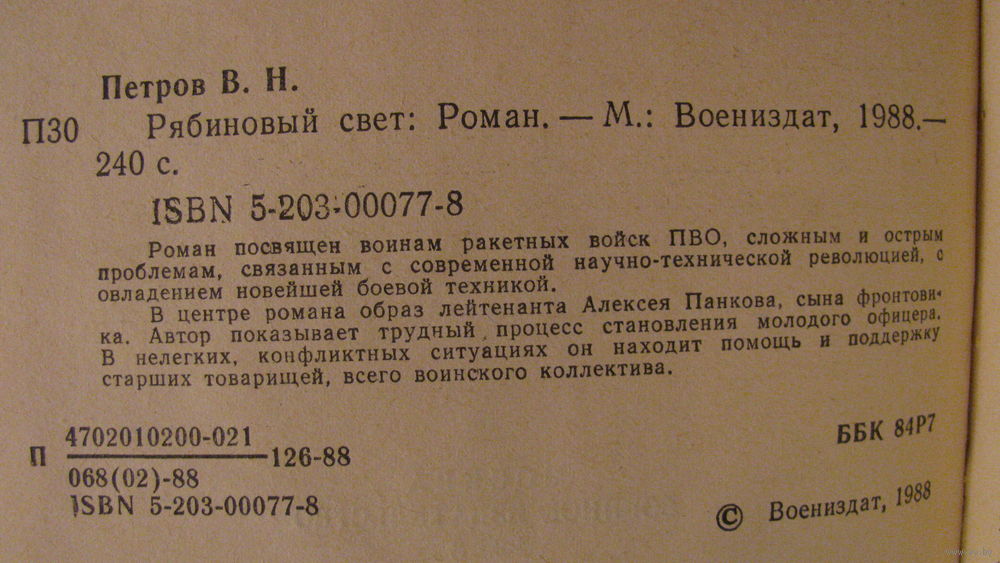 Петров В. Н.
П30 Рябиновый свет: Роман. — М.: Воениздат, 1988.—
240 с.
ISBN 5-203-00077-8
Роман посвящен воинам ракетных войск ПВО, сложным и острым
проблемам, связанным с современной научно-технической революцией, с
овладением новейшей боевой техникой.
В центре романа образ лейтенанта Алексея Панкова, сына фронтови-
ка. Автор показывает трудный процесс становления молодого офицера.
В нелегких, конфликтных ситуациях он находит помощь и поддержку
старших товарищей, всего воинского коллектива.
4702010200-021
П 126-88
068(02)-88
ББК 84Р7
ISBN 5-203-00077-8
© Воениздат, 1988